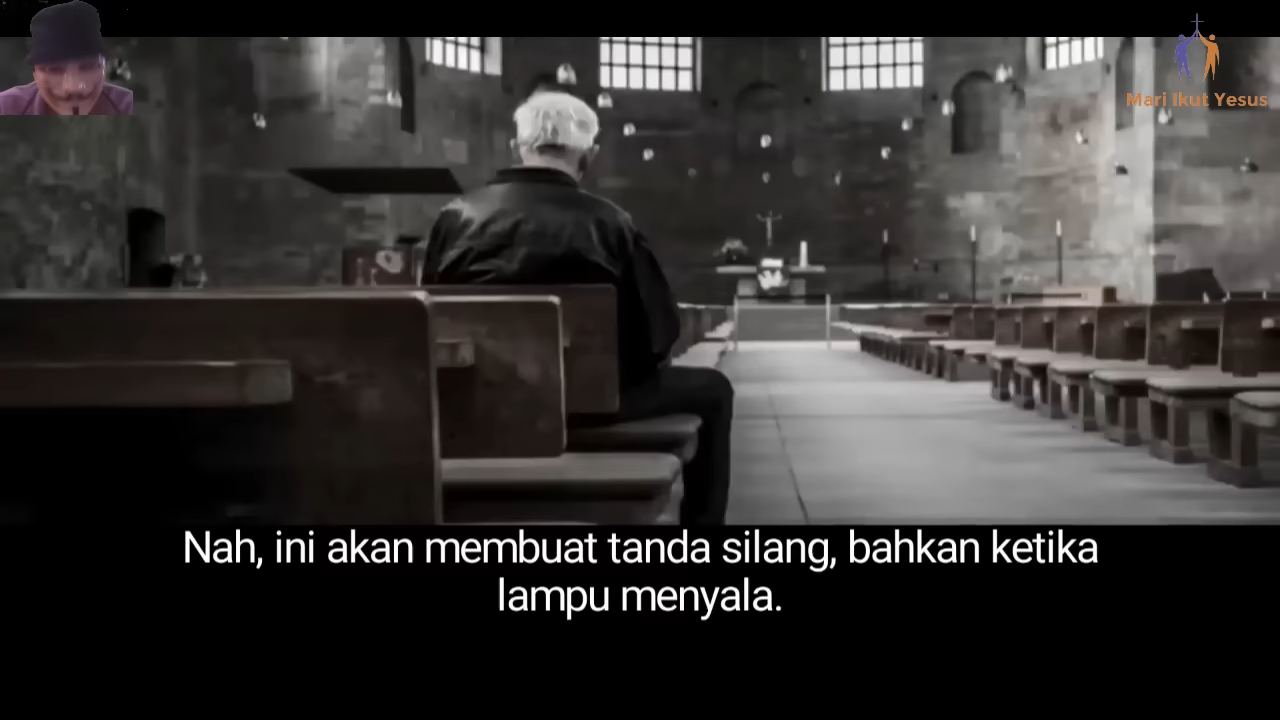 Mari Ikut Yesus
Nah, ini akan membuat tanda silang, bahkan ketika
lampu menyala.